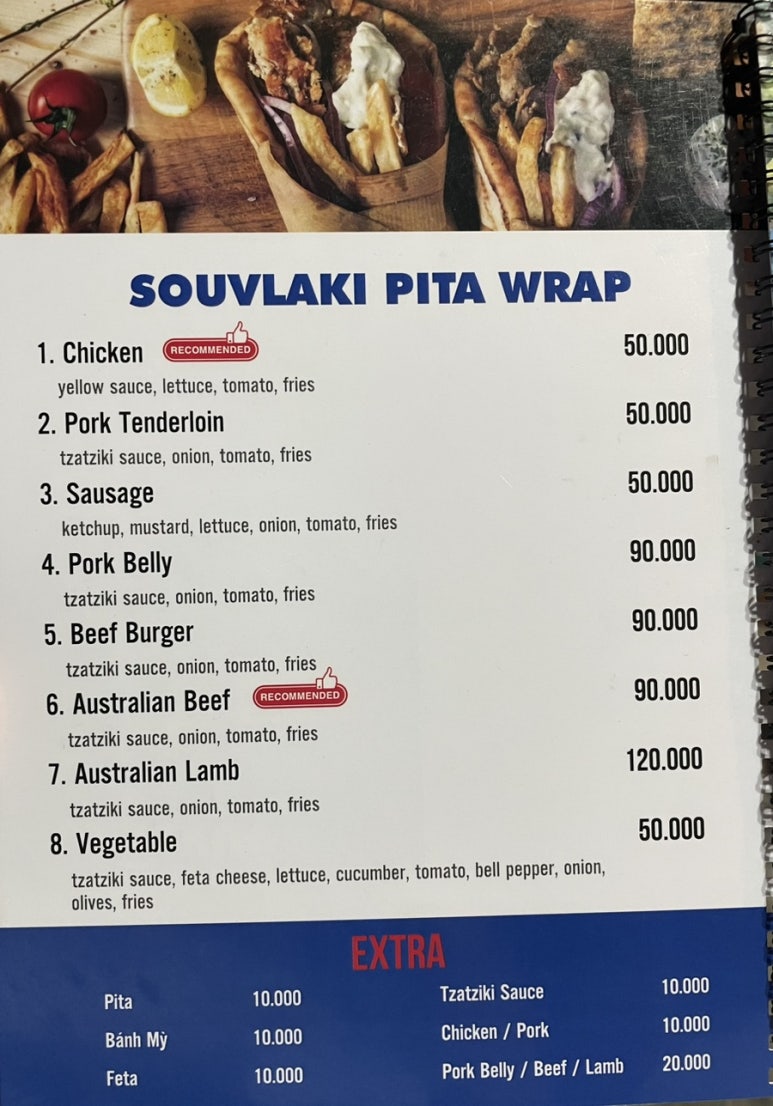 SOUVLAKI PITA WRAP
1. Chicken RECOMMENDED 50.000
yellow sauce, lettuce, tomato, fries
2. Pork Tenderloin 50.000
tzatziki sauce, onion, tomato, fries
3. Sausage 50.000
ketchup, mustard, lettuce, onion, tomato, fries
4. Pork Belly 90.000
tzatziki sauce, onion, tomato, fries
5. Beef Burger 90.000
tzatziki sauce, onion, tomato, fries
6. Australian Beef RECOMMENDED 90.000
tzatziki sauce, onion, tomato, fries
7. Australian Lamb 120.000
tzatziki sauce, onion, tomato, fries
8. Vegetable 50.000
tzatziki sauce, feta cheese, lettuce, cucumber, tomato, bell pepper, onion,
olives, fries
EXTRA
Pita 10.000 Tzatziki Sauce 10.000
Bánh Mỳ 10.000 Chicken / Pork 10.000
Feta 10.000 Pork Belly / Beef / Lamb 20.000